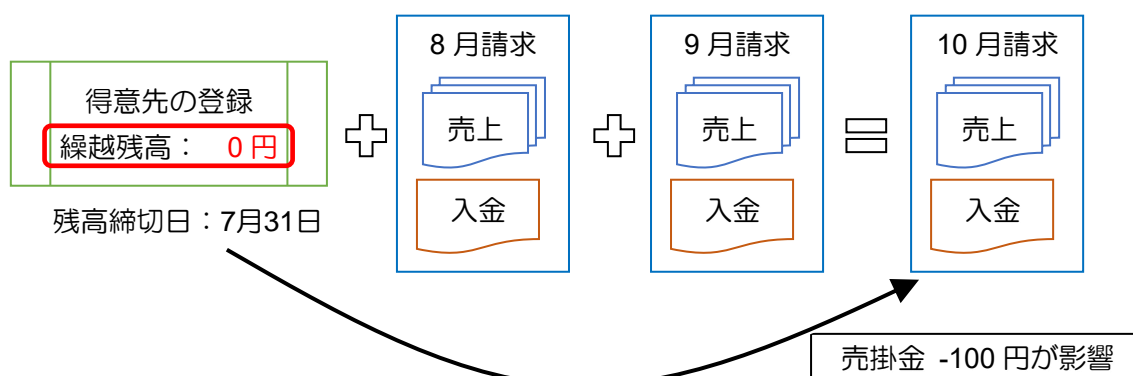 得意先の登録
繰越残高： 0円
残高締切日：7月31日
8月請求
売上
入金
9月請求
売上
入金
10月請求
売上
入金
売掛金 -100円が影響